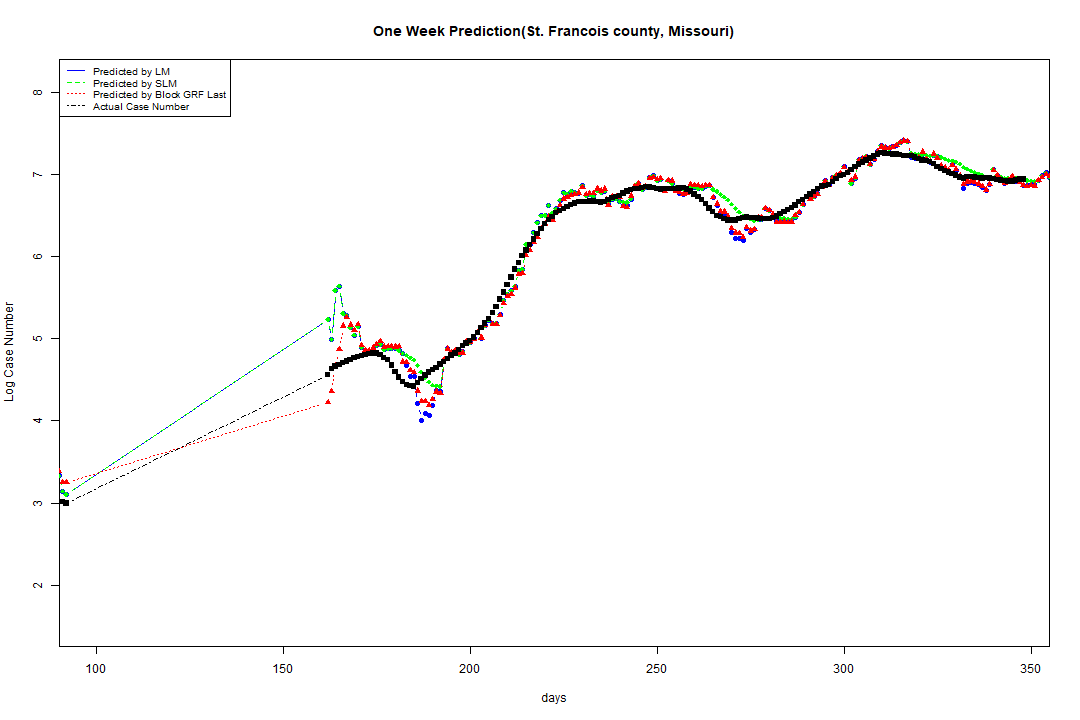 One Week Prediction(St. Francois county, Missouri)
Predicted by LM
Predicted by SLM
Predicted by Block GRF Last
Actual Case Number
Log Case Number
8
7
6
5
4
3
2
100 150 200 250 300 350
days